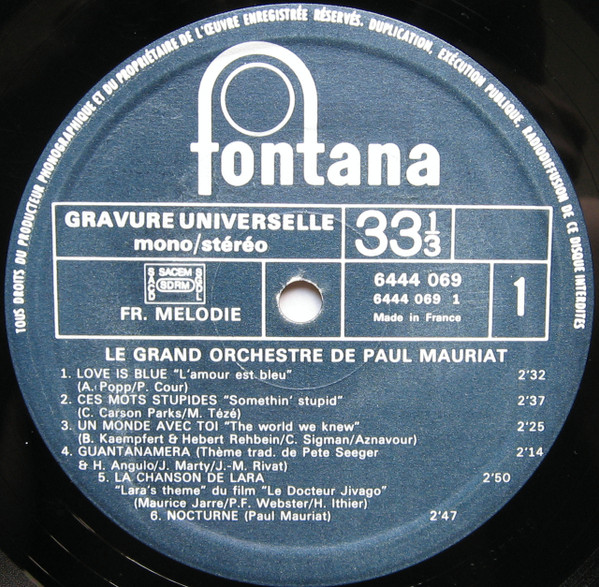 TOUS DROITS DU PRODUCTEUR PHONOGRAPHIQUE ET DU PROPRIÉTAIRE DE L'ŒUVRE ENREGISTRÉE RÉSERVÉS. DUPLICATION, EXÉCUTION PUBLIQUE, RADIODIFFUSION DE CE DISQUE INTERDITES
fontana
GRAVURE UNIVERSELLE
mono/stéréo
33 1/3
SACD SACEM SGDL
SDRM
FR. MELODIE
6444 069
6444 069 1
Made in France
1
LE GRAND ORCHESTRE DE PAUL MAURIAT
1. LOVE IS BLUE "L'amour est bleu" 2'32
(A. Popp/P. Cour)
2. CES MOTS STUPIDES "Somethin' stupid" 2'37
(C. Carson Parks/M. Tézé)
3. UN MONDE AVEC TOI "The world we knew" 2'25
(B. Kaempfert & Hebert Rehbein/C. Sigman/Aznavour)
4. GUANTANAMERA (Thème trad. de Pete Seeger 2'14
& H. Angulo/J. Marty/J.-M. Rivat)
5. LA CHANSON DE LARA 2'50
"Lara's theme" du film "Le Docteur Jivago"
(Maurice Jarre/P.F. Webster/H. Ithier)
6. NOCTURNE (Paul Mauriat) 2'47